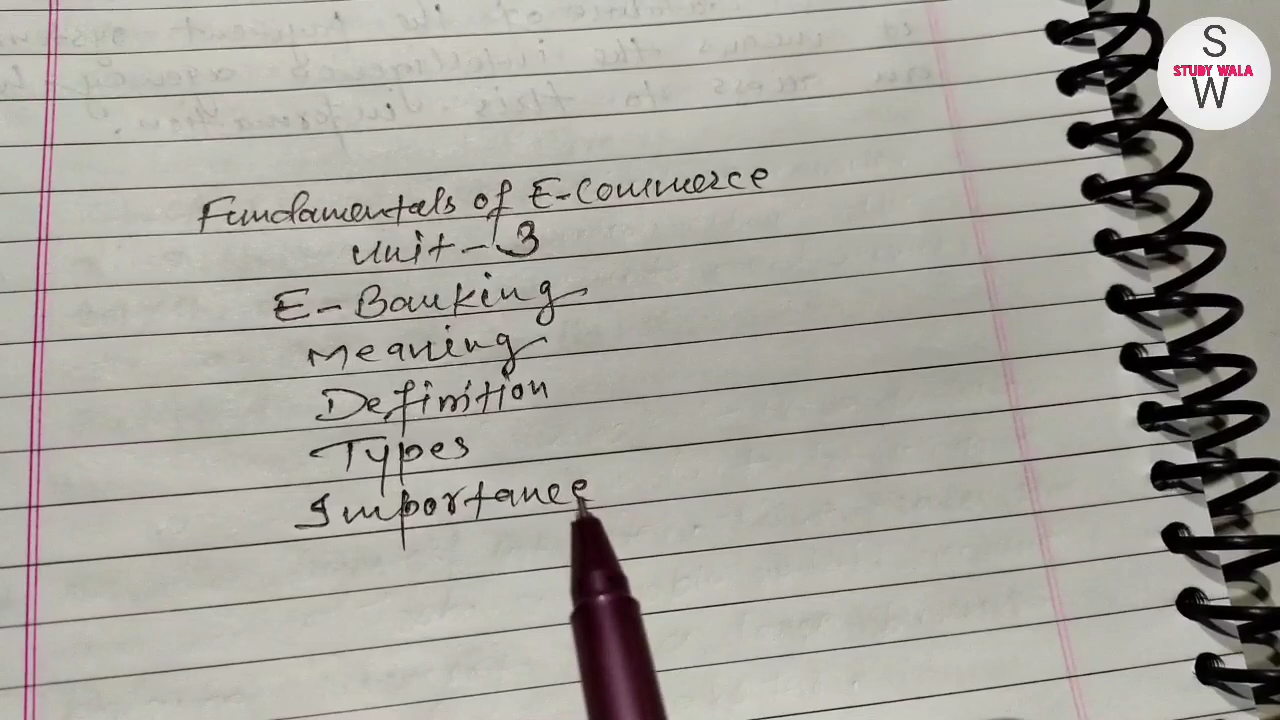 S
STUDY WALA
W
Fundamentals of E-Commerce
Unit - 3
E-Banking
Meaning
Definition
Types
Importance